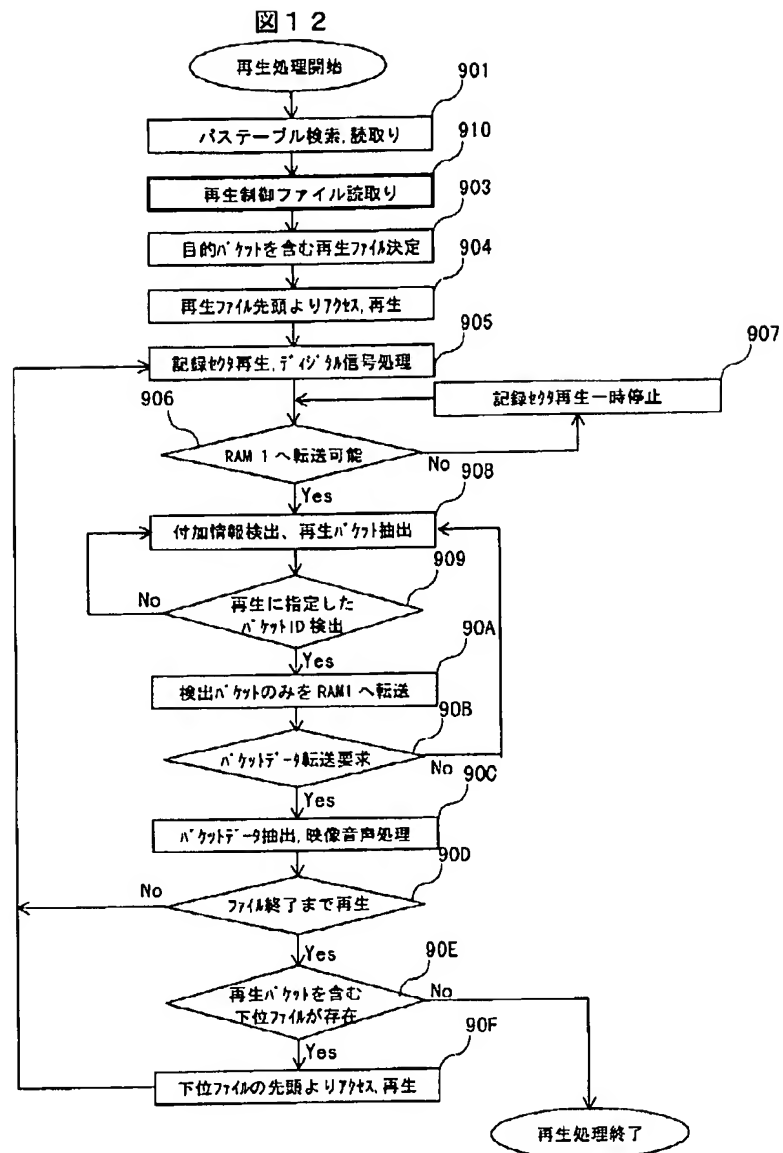 図12
再生処理開始
901
パステーブル検索,読取り
910
再生制御ファイル読取り
903
目的パケットを含む再生ファイル決定
904
再生ファイル先頭よりアクセス,再生
905
記録セクタ再生,ディジタル信号処理
907
記録セクタ再生一時停止
906
RAM 1 へ転送可能
No
Yes
908
付加情報検出、再生パケット抽出
909
No
再生に指定した
パケットID 検出
Yes
90A
検出パケットのみを RAM1 へ転送
90B
パケットデータ転送要求
No
Yes
90C
パケットデータ抽出,映像音声処理
90D
No
ファイル終了まで再生
Yes
90E
再生パケットを含む
下位ファイルが存在
No
Yes
90F
下位ファイルの先頭よりアクセス,再生
再生処理終了